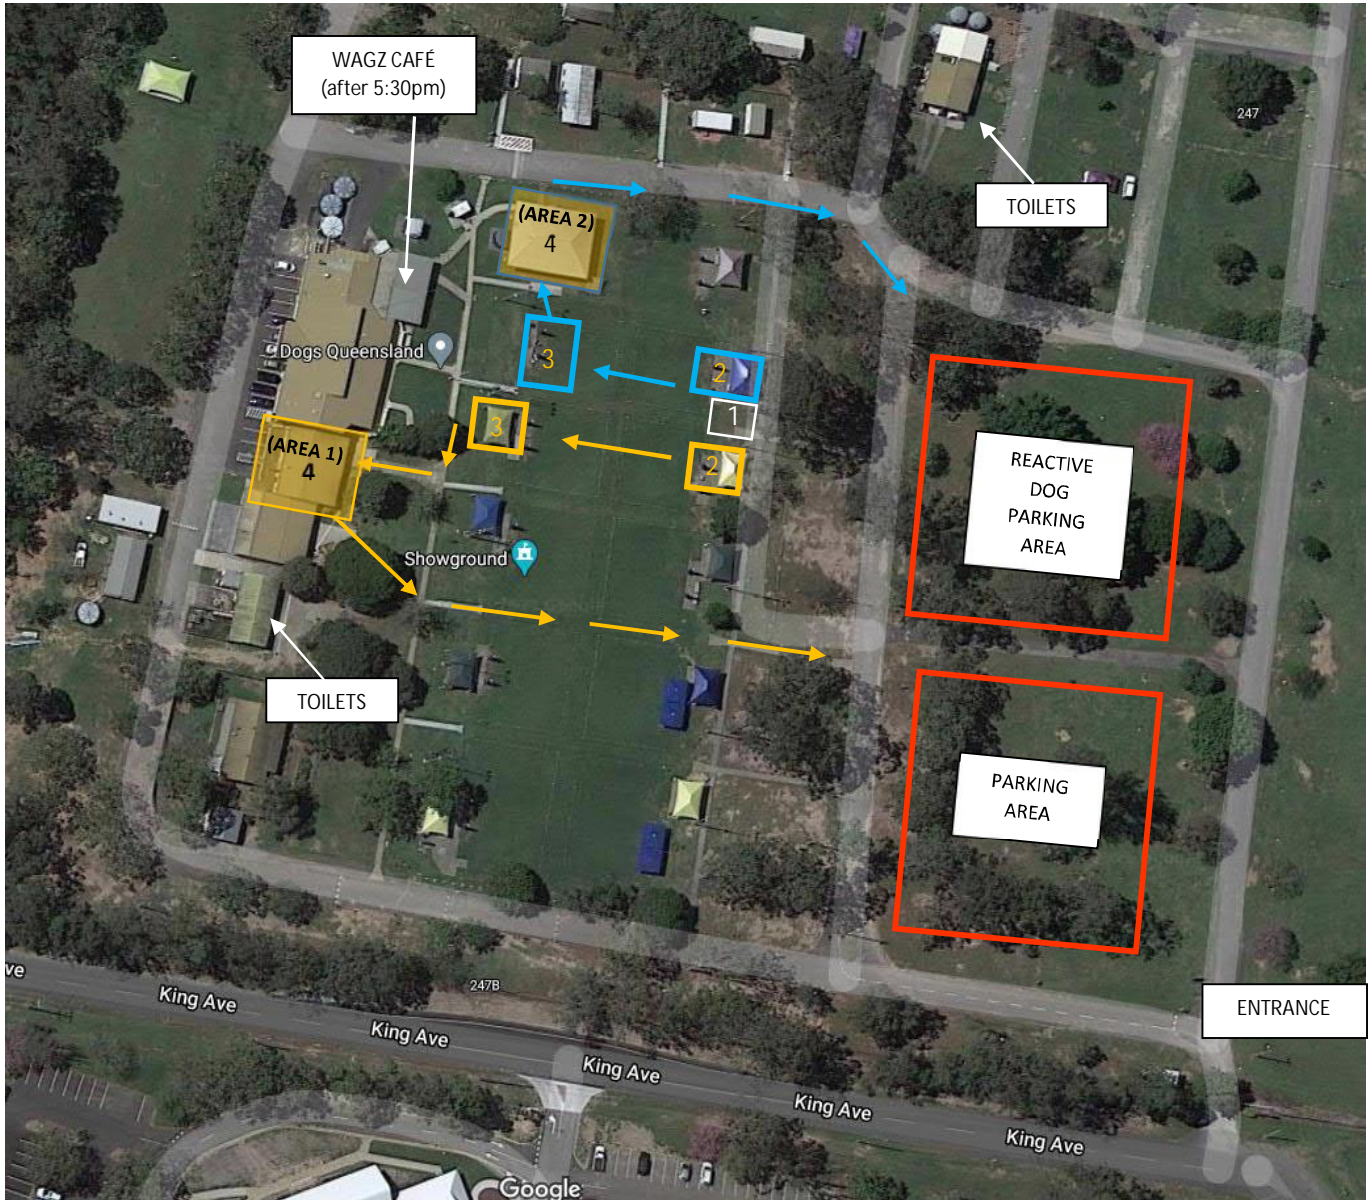 WAGZ CAFÉ
(after 5:30pm)
247
TOILETS
(AREA 2)
4
3
2
1
Dogs Queensland
3
2
(AREA 1)
4
REACTIVE
DOG
PARKING
AREA
Showground
TOILETS
PARKING
AREA
ve
247B
King Ave
King Ave
King Ave
King Ave
King Ave
ENTRANCE
Google